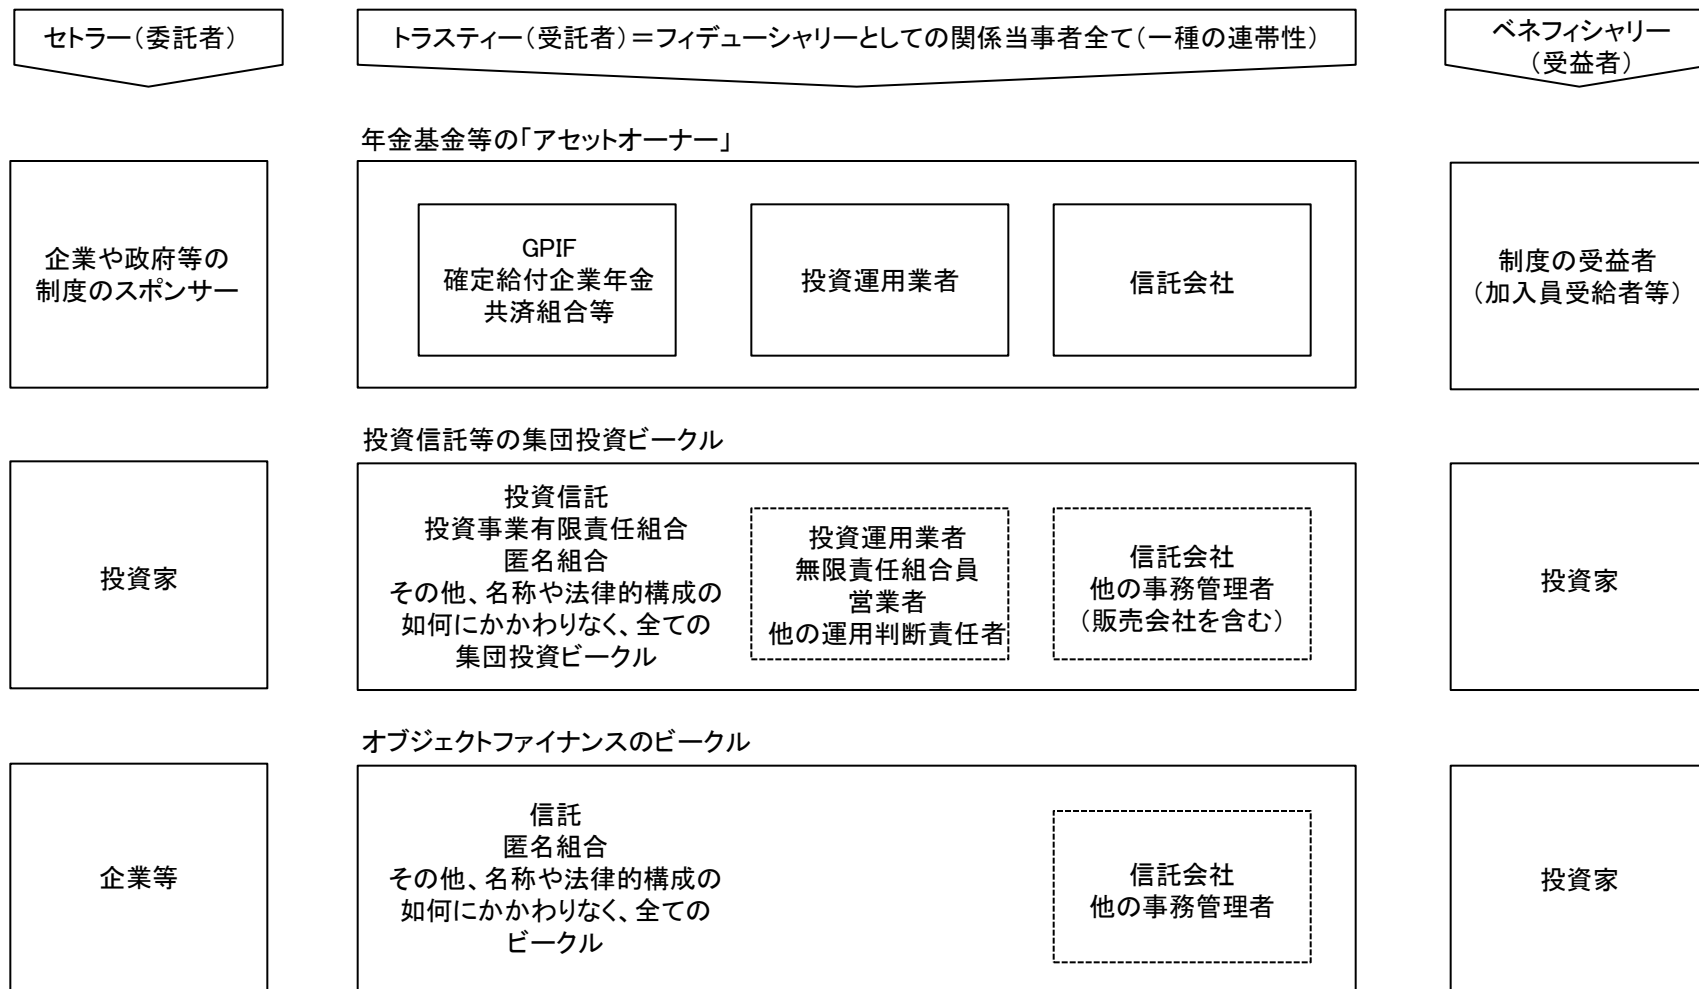 セトラー(委託者)
トラスティー(受託者)=フィデューシャリーとしての関係当事者全て(一種の連帯性)
ベネフィシャリー
(受益者)
年金基金等の「アセットオーナー」
企業や政府等の
制度のスポンサー
GPIF
確定給付企業年金
共済組合等
投資運用業者
信託会社
制度の受益者
(加入員受給者等)
投資信託等の集団投資ビークル
投資家
投資信託
投資事業有限責任組合
匿名組合
その他、名称や法律的構成の
如何にかかわりなく、全ての
集団投資ビークル
投資運用業者
無限責任組合員
営業者
他の運用判断責任者
信託会社
他の事務管理者
(販売会社を含む)
投資家
オブジェクトファイナンスのビークル
企業等
信託
匿名組合
その他、名称や法律的構成の
如何にかかわりなく、全ての
ビークル
信託会社
他の事務管理者
投資家